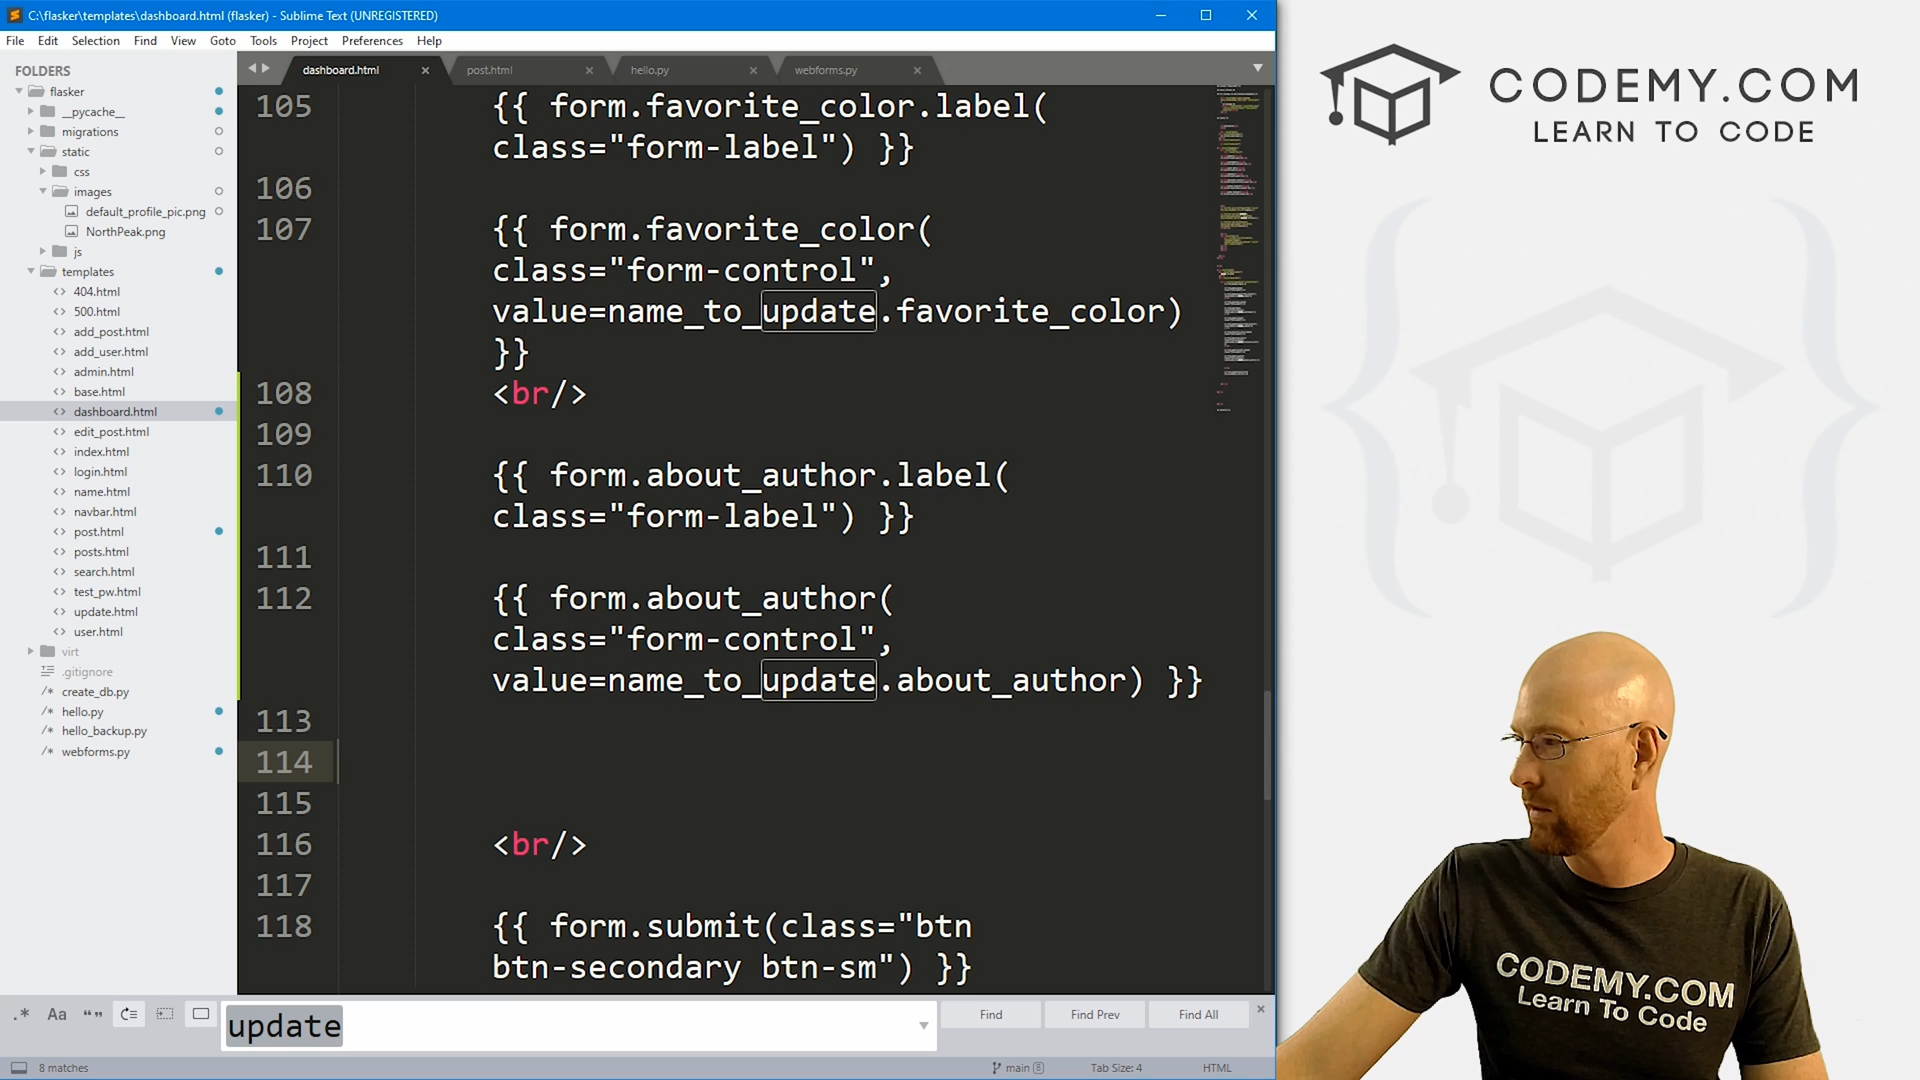 C:\flasker\templates\dashboard.html (flasker) - Sublime Text (UNREGISTERED)
File Edit Selection Find View Goto Tools Project Preferences Help
FOLDERS
flasker
__pycache__
migrations
static
css
images
default_profile_pic.png
NorthPeak.png
js
templates
404.html
500.html
add_post.html
add_user.html
admin.html
base.html
dashboard.html
edit_post.html
index.html
login.html
name.html
navbar.html
post.html
posts.html
search.html
test_pw.html
update.html
user.html
virt
.gitignore
create_db.py
hello.py
hello_backup.py
webforms.py
dashboard.html post.html hello.py webforms.py
105 {{ form.favorite_color.label(
class="form-label") }}
106
107 {{ form.favorite_color(
class="form-control",
value=name_to_update.favorite_color)
}}
108 <br/>
109
110 {{ form.about_author.label(
class="form-label") }}
111
112 {{ form.about_author(
class="form-control",
value=name_to_update.about_author) }}
113
114
115
116 <br/>
117
118 {{ form.submit(class="btn
btn-secondary btn-sm") }}
.* Aa “” update Find Find Prev Find All
8 matches main 8 Tab Size: 4 HTML
CODEMY.COM
LEARN TO CODE
CODEMY.COM
Learn To Code